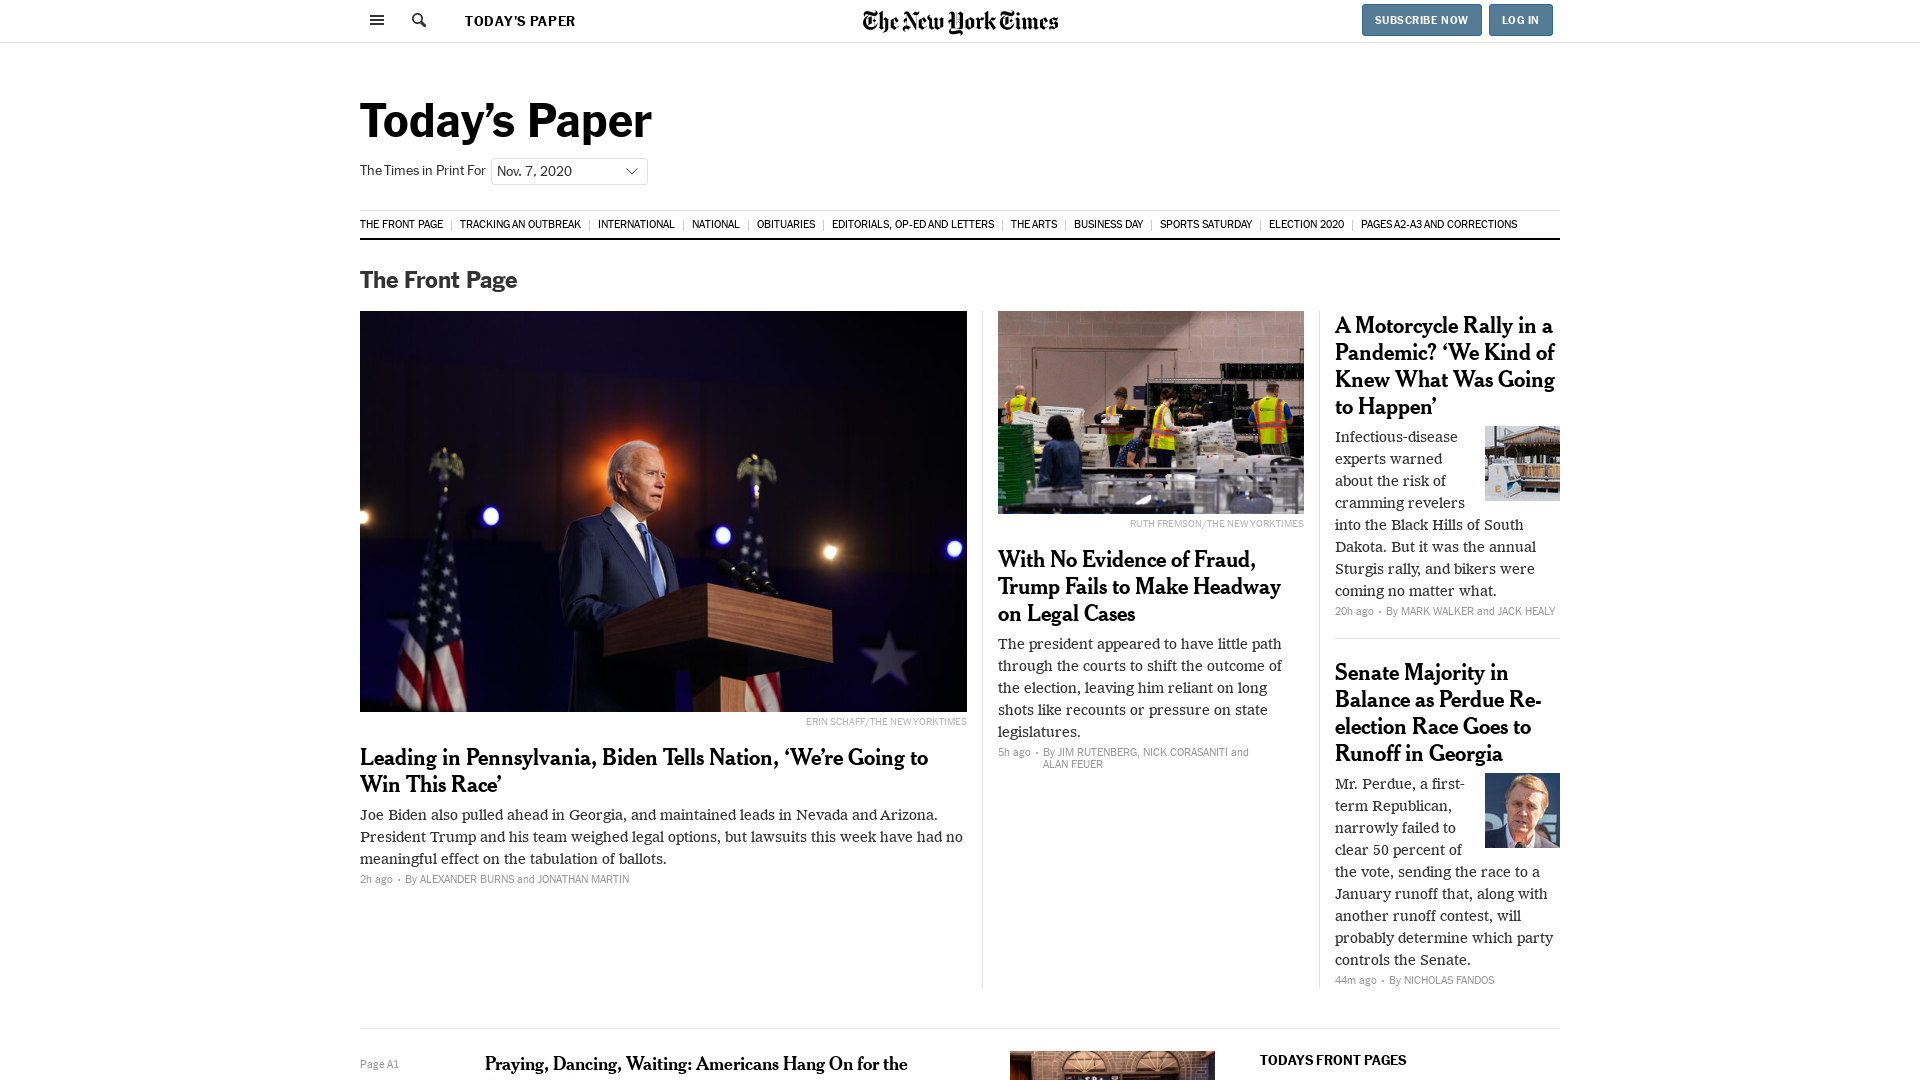 TODAY'S PAPER
The New York Times
SUBSCRIBE NOW
LOG IN
Today’s Paper
The Times in Print For
Nov. 7, 2020
THE FRONT PAGE
TRACKING AN OUTBREAK
INTERNATIONAL
NATIONAL
OBITUARIES
EDITORIALS, OP-ED AND LETTERS
THE ARTS
BUSINESS DAY
SPORTS SATURDAY
ELECTION 2020
PAGES A2-A3 AND CORRECTIONS
The Front Page
ERIN SCHAFF/THE NEW YORK TIMES
Leading in Pennsylvania, Biden Tells Nation, ‘We’re Going to
Win This Race’
Joe Biden also pulled ahead in Georgia, and maintained leads in Nevada and Arizona.
President Trump and his team weighed legal options, but lawsuits this week have had no
meaningful effect on the tabulation of ballots.
2h ago • By ALEXANDER BURNS and JONATHAN MARTIN
RUTH FREMSON/THE NEW YORK TIMES
With No Evidence of Fraud,
Trump Fails to Make Headway
on Legal Cases
The president appeared to have little path
through the courts to shift the outcome of
the election, leaving him reliant on long
shots like recounts or pressure on state
legislatures.
5h ago • By JIM RUTENBERG, NICK CORASANITI and
ALAN FEUER
A Motorcycle Rally in a
Pandemic? ‘We Kind of
Knew What Was Going
to Happen’
Infectious-disease
experts warned
about the risk of
cramming revelers
into the Black Hills of South
Dakota. But it was the annual
Sturgis rally, and bikers were
coming no matter what.
20h ago • By MARK WALKER and JACK HEALY
Senate Majority in
Balance as Perdue Re-
election Race Goes to
Runoff in Georgia
Mr. Perdue, a first-
term Republican,
narrowly failed to
clear 50 percent of
the vote, sending the race to a
January runoff that, along with
another runoff contest, will
probably determine which party
controls the Senate.
44m ago • By NICHOLAS FANDOS
Page A1
Praying, Dancing, Waiting: Americans Hang On for the
TODAYS FRONT PAGES